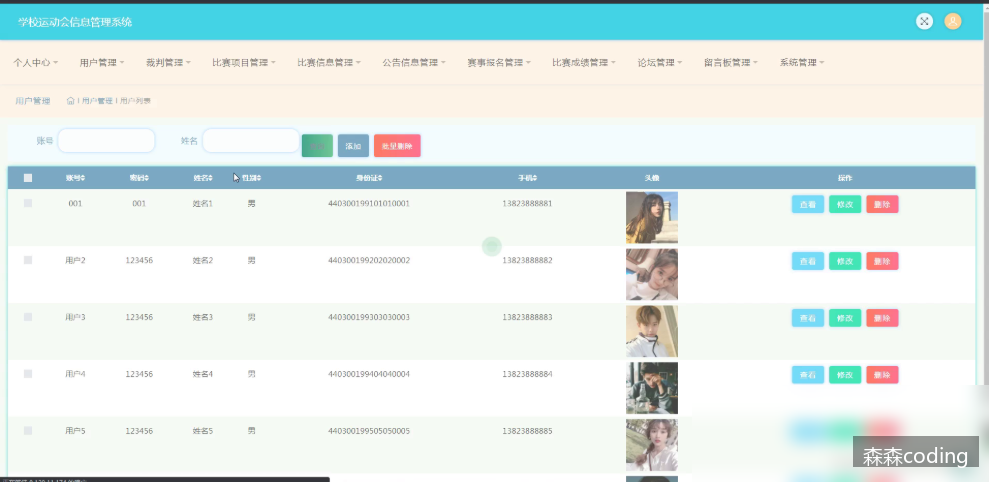 学校运动会信息管理系统
个人中心 用户管理 裁判管理 比赛项目管理 比赛信息管理 公告信息管理 赛事报名管理 比赛成绩管理 论坛管理 留言板管理 系统管理
用户管理 用户管理 用户列表
账号 姓名 添加 批量删除
账号 密码 姓名 性别 身份证 手机 头像 操作
001 001 姓名1 男 440300199101010001 13823888881 查看 修改 删除
用户2 123456 姓名2 男 440300199202020002 13823888882 查看 修改 删除
用户3 123456 姓名3 男 440300199303030003 13823888883 查看 修改 删除
用户4 123456 姓名4 男 440300199404040004 13823888884 查看 修改 删除
用户5 123456 姓名5 男 440300199505050005 13823888885
森森coding